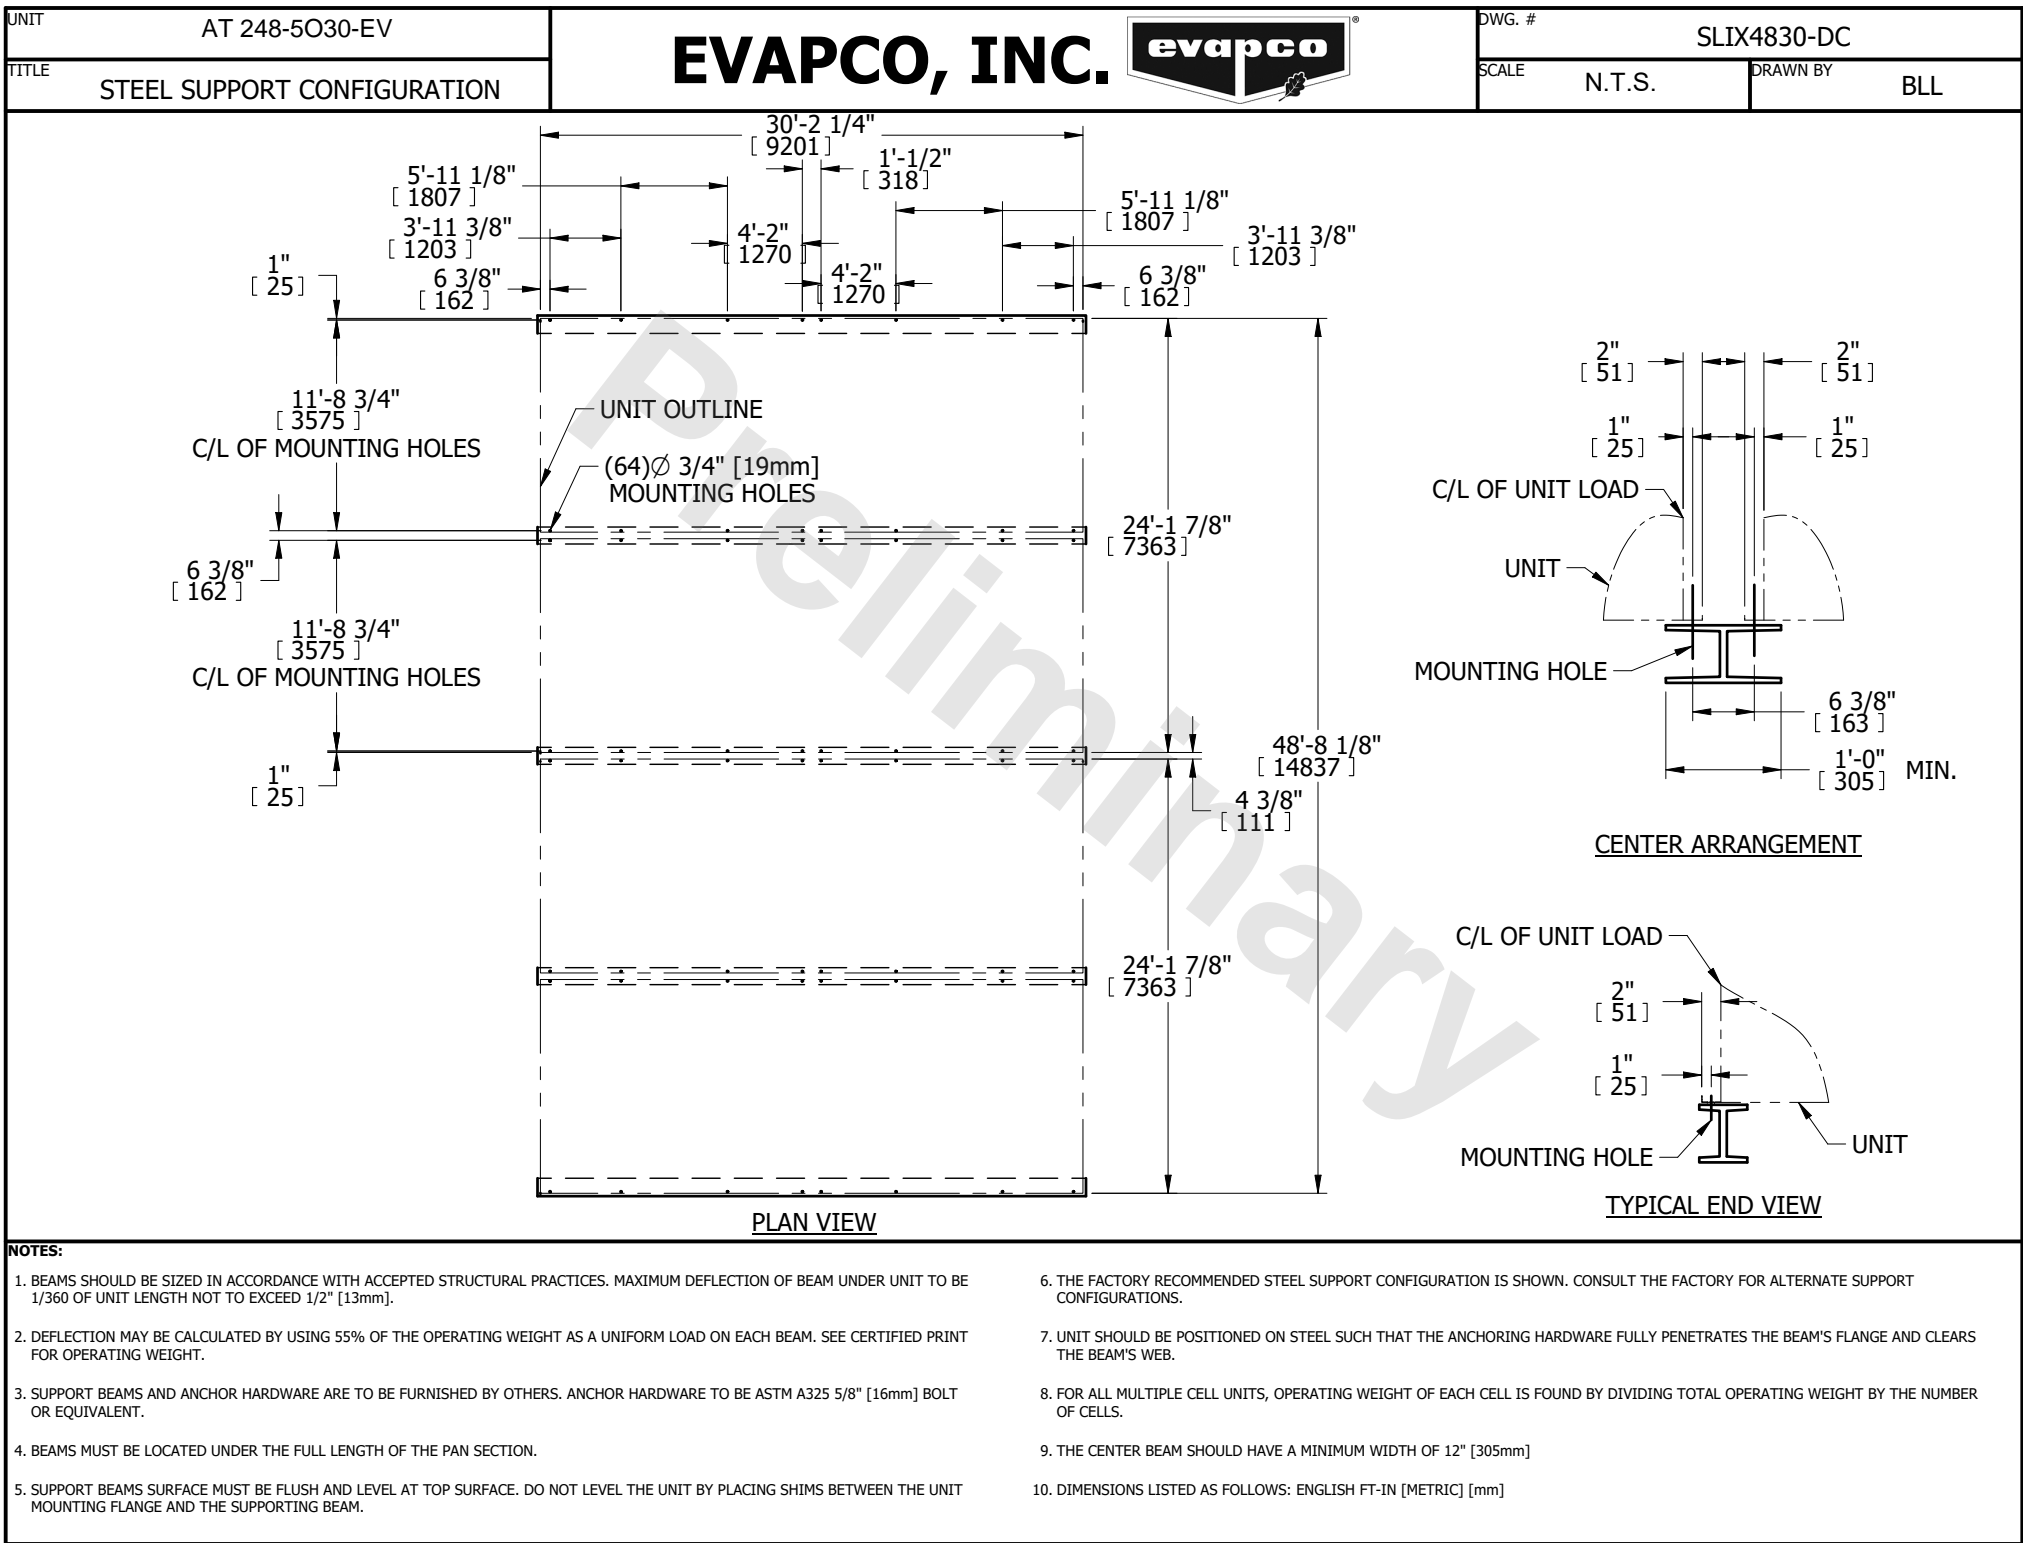 UNIT
AT 248-5O30-EV
TITLE
STEEL SUPPORT CONFIGURATION
EVAPCO, INC.
evapco
®
DWG. #
SLIX4830-DC
SCALE
N.T.S.
DRAWN BY
BLL
30'-2 1/4"
[ 9201 ]
1'-1/2"
[ 318 ]
5'-11 1/8"
[ 1807 ]
5'-11 1/8"
[ 1807 ]
3'-11 3/8"
[ 1203 ]
4'-2"
[ 1270 ]
3'-11 3/8"
[ 1203 ]
1"
[ 25 ]
6 3/8"
[ 162 ]
4'-2"
[ 1270 ]
6 3/8"
[ 162 ]
11'-8 3/4"
[ 3575 ]
C/L OF MOUNTING HOLES
UNIT OUTLINE
(64)Ø 3/4" [19mm]
MOUNTING HOLES
6 3/8"
[ 162 ]
11'-8 3/4"
[ 3575 ]
C/L OF MOUNTING HOLES
1"
[ 25 ]
24'-1 7/8"
[ 7363 ]
48'-8 1/8"
[ 14837 ]
4 3/8"
[ 111 ]
24'-1 7/8"
[ 7363 ]
PLAN VIEW
Preliminary
2"
[ 51 ]
2"
[ 51 ]
1"
[ 25 ]
1"
[ 25 ]
C/L OF UNIT LOAD
UNIT
MOUNTING HOLE
6 3/8"
[ 163 ]
1'-0"
[ 305 ] MIN.
CENTER ARRANGEMENT
C/L OF UNIT LOAD
2"
[ 51 ]
1"
[ 25 ]
MOUNTING HOLE
UNIT
TYPICAL END VIEW
NOTES:
1. BEAMS SHOULD BE SIZED IN ACCORDANCE WITH ACCEPTED STRUCTURAL PRACTICES. MAXIMUM DEFLECTION OF BEAM UNDER UNIT TO BE
1/360 OF UNIT LENGTH NOT TO EXCEED 1/2" [13mm].
2. DEFLECTION MAY BE CALCULATED BY USING 55% OF THE OPERATING WEIGHT AS A UNIFORM LOAD ON EACH BEAM. SEE CERTIFIED PRINT
FOR OPERATING WEIGHT.
3. SUPPORT BEAMS AND ANCHOR HARDWARE ARE TO BE FURNISHED BY OTHERS. ANCHOR HARDWARE TO BE ASTM A325 5/8" [16mm] BOLT
OR EQUIVALENT.
4. BEAMS MUST BE LOCATED UNDER THE FULL LENGTH OF THE PAN SECTION.
5. SUPPORT BEAMS SURFACE MUST BE FLUSH AND LEVEL AT TOP SURFACE. DO NOT LEVEL THE UNIT BY PLACING SHIMS BETWEEN THE UNIT
MOUNTING FLANGE AND THE SUPPORTING BEAM.
6. THE FACTORY RECOMMENDED STEEL SUPPORT CONFIGURATION IS SHOWN. CONSULT THE FACTORY FOR ALTERNATE SUPPORT
CONFIGURATIONS.
7. UNIT SHOULD BE POSITIONED ON STEEL SUCH THAT THE ANCHORING HARDWARE FULLY PENETRATES THE BEAM'S FLANGE AND CLEARS
THE BEAM'S WEB.
8. FOR ALL MULTIPLE CELL UNITS, OPERATING WEIGHT OF EACH CELL IS FOUND BY DIVIDING TOTAL OPERATING WEIGHT BY THE NUMBER
OF CELLS.
9. THE CENTER BEAM SHOULD HAVE A MINIMUM WIDTH OF 12" [305mm]
10. DIMENSIONS LISTED AS FOLLOWS: ENGLISH FT-IN [METRIC] [mm]